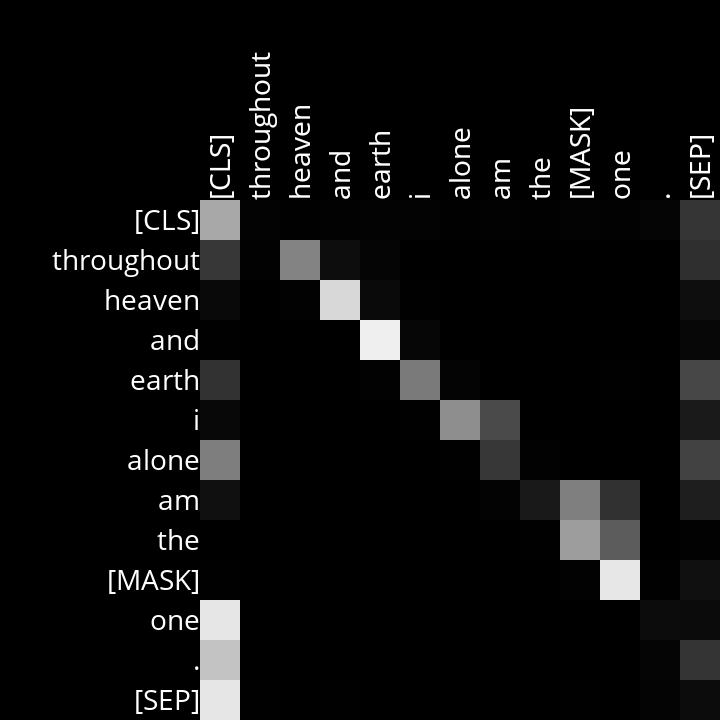 [CLS] throughout heaven and earth i alone am the [MASK] one . [SEP]
[CLS]
throughout
heaven
and
earth
i
alone
am
the
[MASK]
one
.
[SEP]